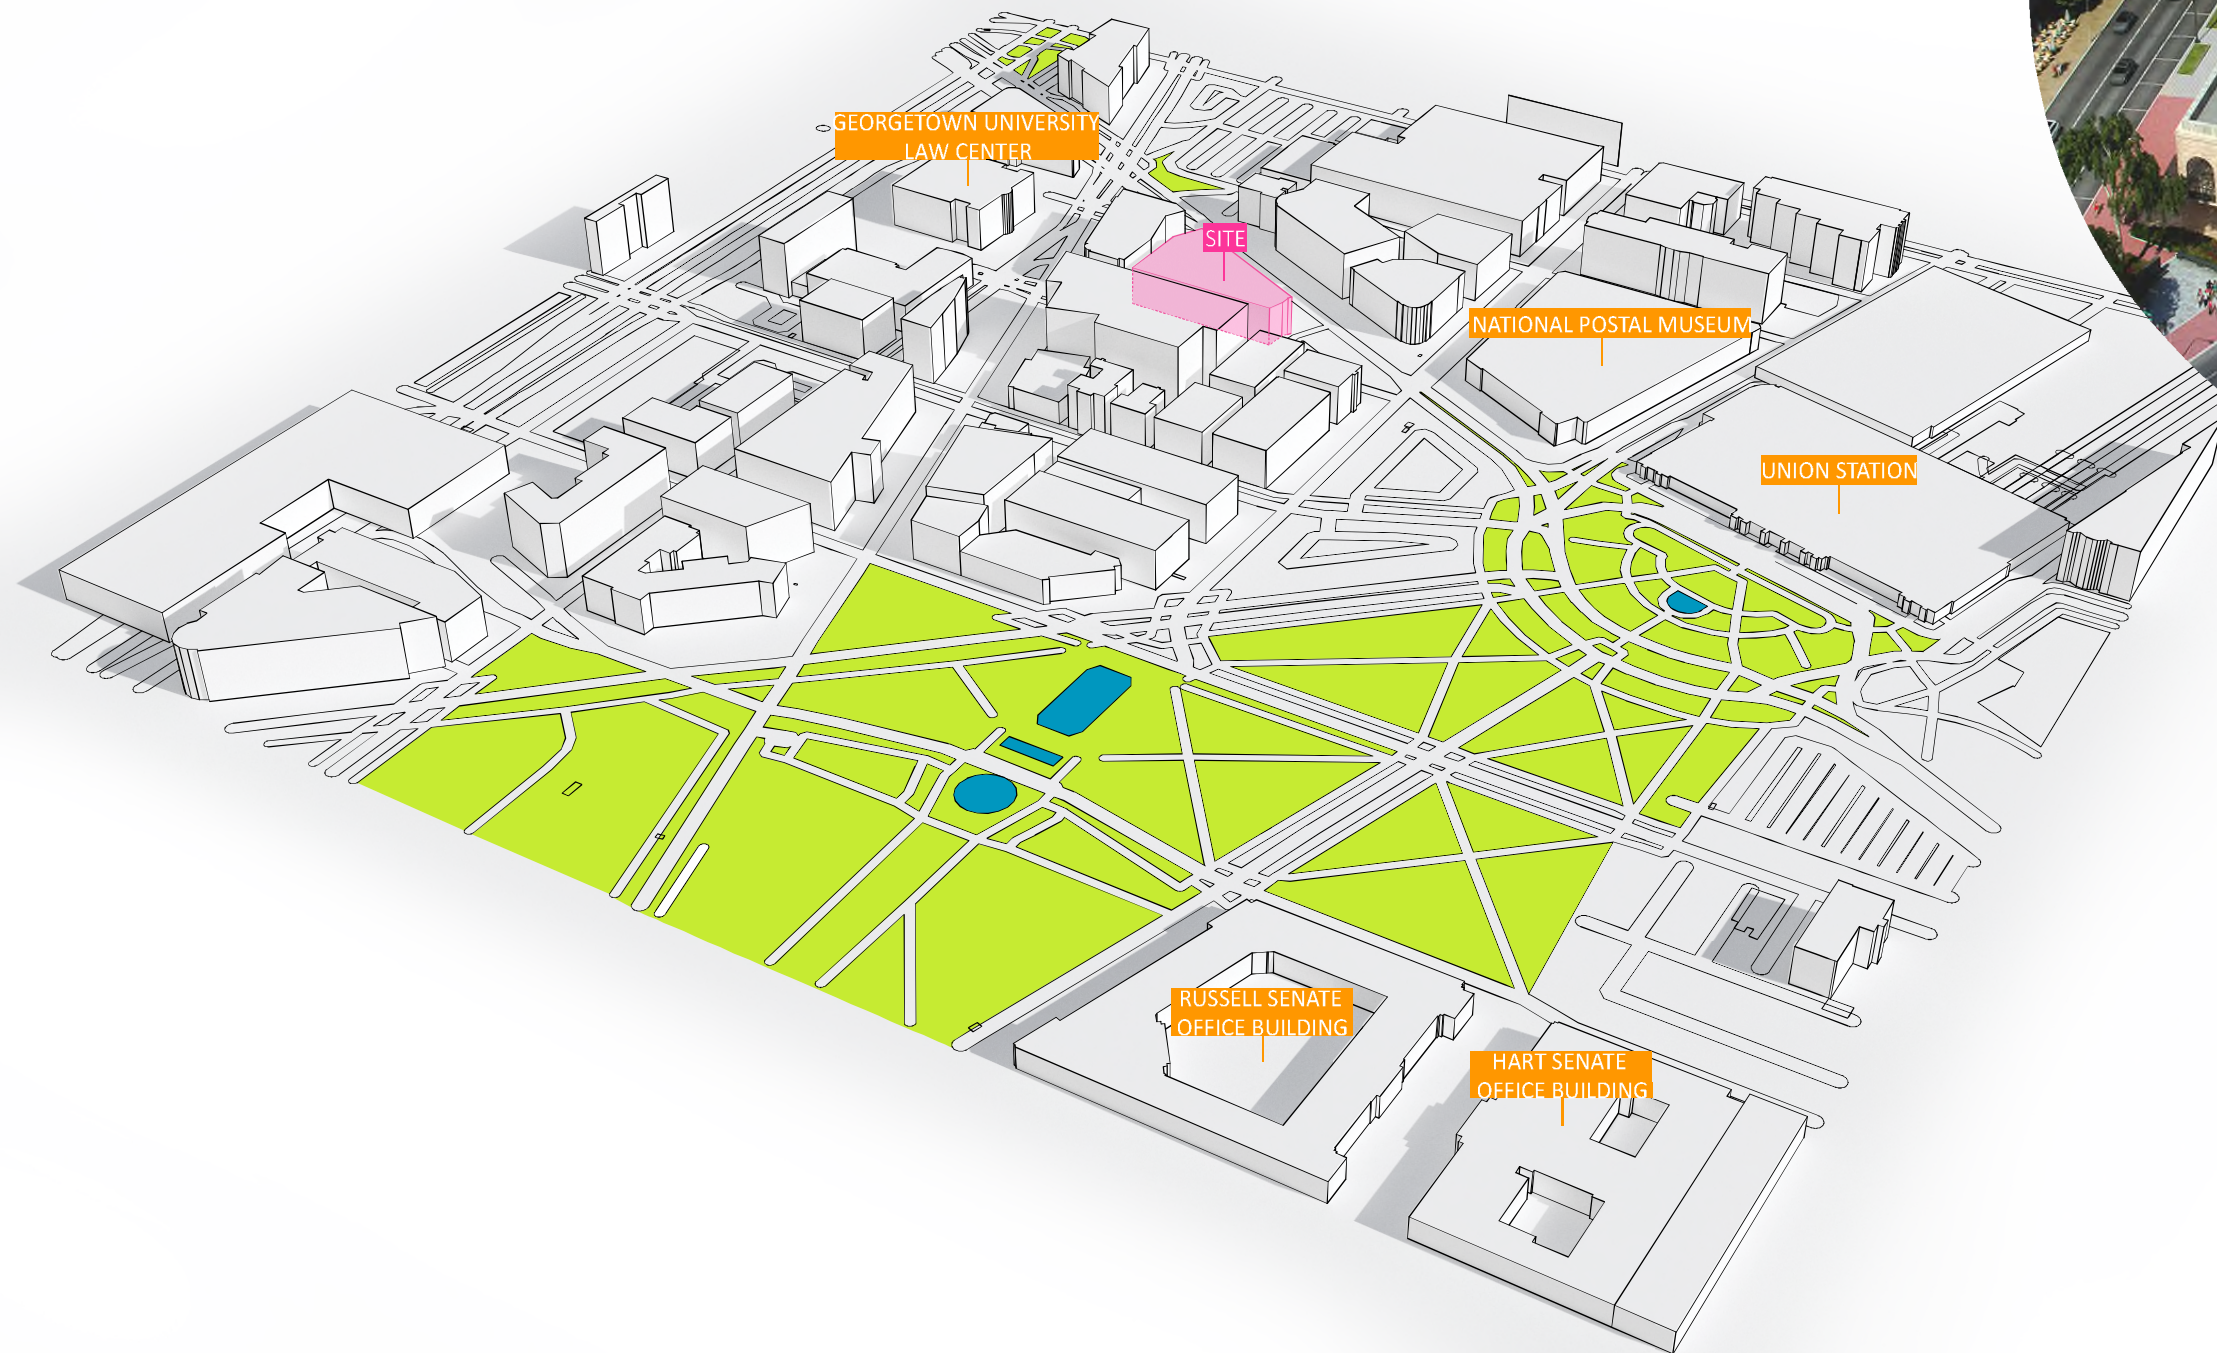 GEORGETOWN UNIVERSITY
LAW CENTER
SITE
NATIONAL POSTAL MUSEUM
UNION STATION
RUSSELL SENATE
OFFICE BUILDING
HART SENATE
OFFICE BUILDING